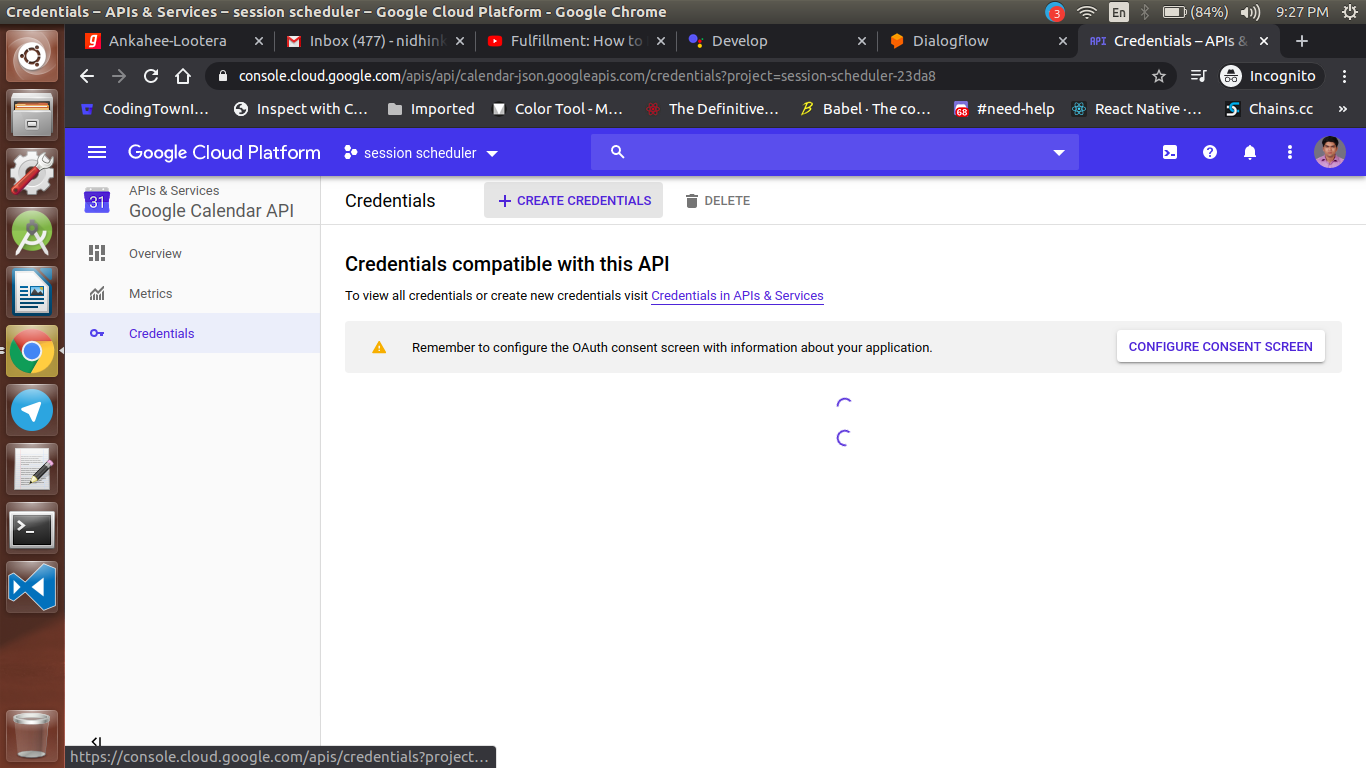 Credentials – APIs & Services – session scheduler – Google Cloud Platform - Google Chrome
3
En
(84%)
9:27 PM
Ankahee-Lootera
Inbox (477) - nidhink
Fulfillment: How to
Develop
Dialogflow
API
Credentials – APIs &
console.cloud.google.com/apis/api/calendar-json.googleapis.com/credentials?project=session-scheduler-23da8
Incognito
CodingTownI...
Inspect with C...
Imported
Color Tool - M...
The Definitive...
Babel · The co...
68
#need-help
React Native ·...
Chains.cc
»
Google Cloud Platform
session scheduler
31
APIs & Services
Google Calendar API
Credentials
+ CREATE CREDENTIALS
DELETE
Overview
Metrics
Credentials
Credentials compatible with this API
To view all credentials or create new credentials visit Credentials in APIs & Services
Remember to configure the OAuth consent screen with information about your application.
CONFIGURE CONSENT SCREEN
https://console.cloud.google.com/apis/credentials?project...